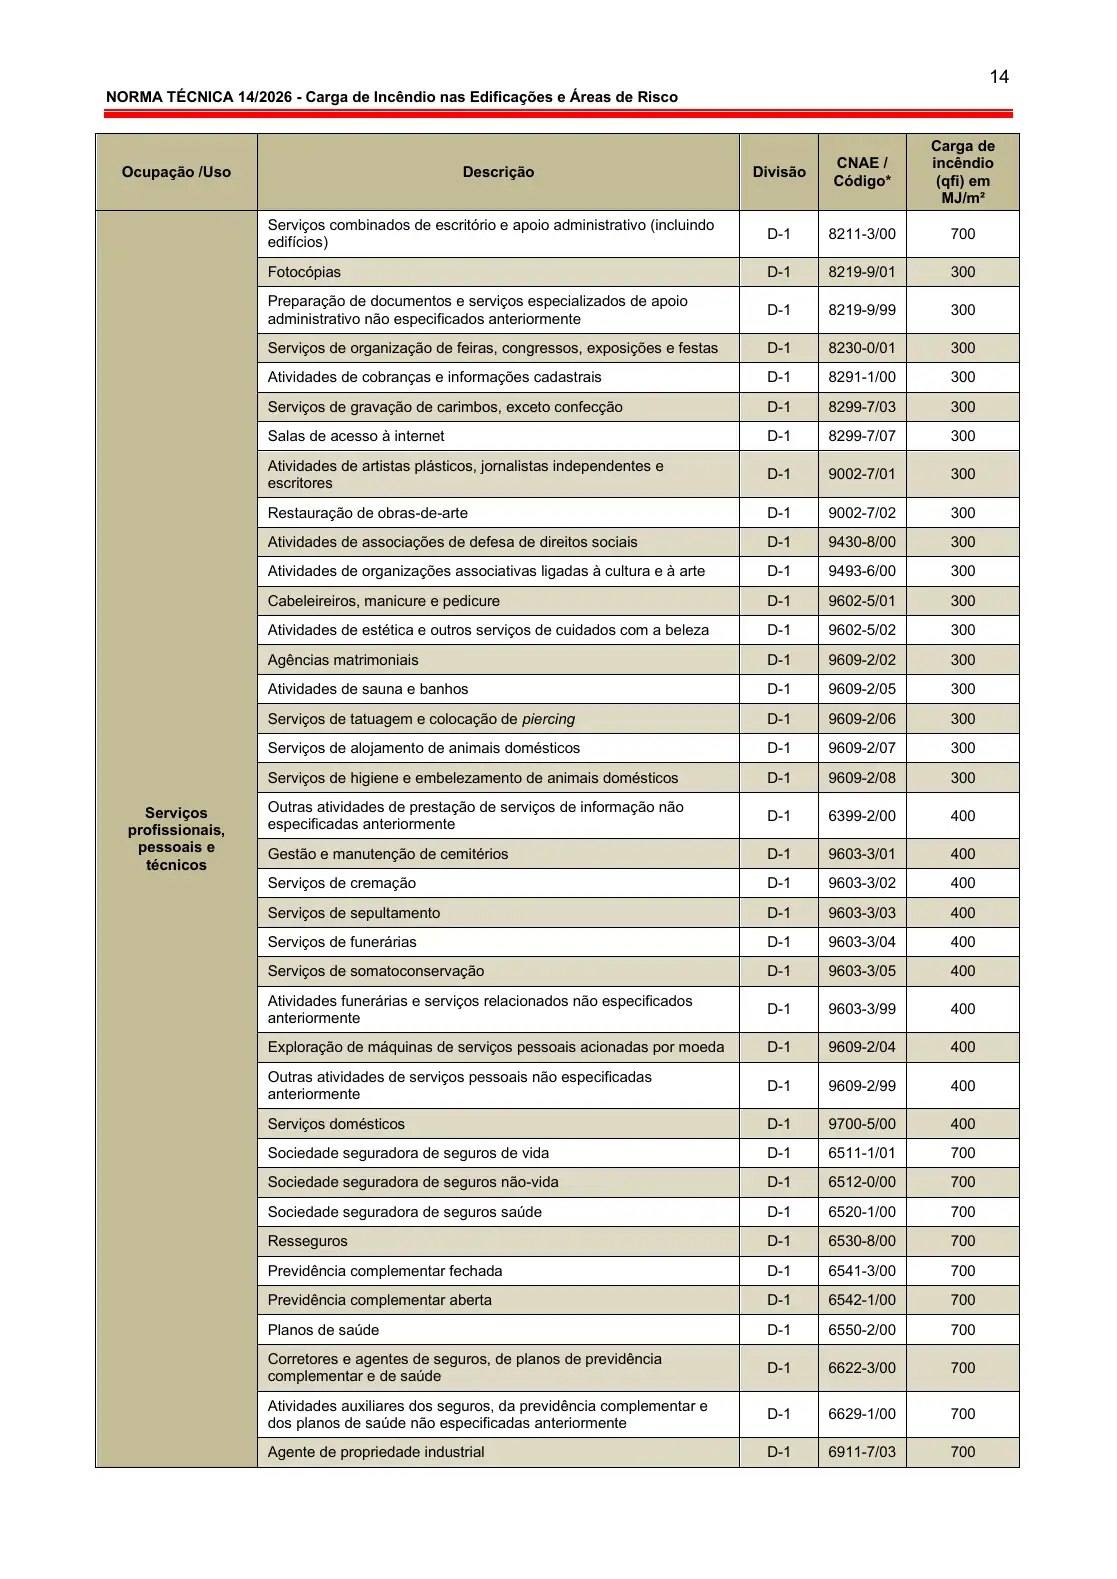 14
NORMA TÉCNICA 14/2026 - Carga de Incêndio nas Edificações e Áreas de Risco
Ocupação /Uso Descrição Divisão CNAE / Código* Carga de incêndio (qfi) em MJ/m²
Serviços profissionais, pessoais e técnicos
Serviços combinados de escritório e apoio administrativo (incluindo edifícios) D-1 8211-3/00 700
Fotocópias D-1 8219-9/01 300
Preparação de documentos e serviços especializados de apoio administrativo não especificados anteriormente D-1 8219-9/99 300
Serviços de organização de feiras, congressos, exposições e festas D-1 8230-0/01 300
Atividades de cobranças e informações cadastrais D-1 8291-1/00 300
Serviços de gravação de carimbos, exceto confecção D-1 8299-7/03 300
Salas de acesso à internet D-1 8299-7/07 300
Atividades de artistas plásticos, jornalistas independentes e escritores D-1 9002-7/01 300
Restauração de obras-de-arte D-1 9002-7/02 300
Atividades de associações de defesa de direitos sociais D-1 9430-8/00 300
Atividades de organizações associativas ligadas à cultura e à arte D-1 9493-6/00 300
Cabeleireiros, manicure e pedicure D-1 9602-5/01 300
Atividades de estética e outros serviços de cuidados com a beleza D-1 9602-5/02 300
Agências matrimoniais D-1 9609-2/02 300
Atividades de sauna e banhos D-1 9609-2/05 300
Serviços de tatuagem e colocação de piercing D-1 9609-2/06 300
Serviços de alojamento de animais domésticos D-1 9609-2/07 300
Serviços de higiene e embelezamento de animais domésticos D-1 9609-2/08 300
Outras atividades de prestação de serviços de informação não especificadas anteriormente D-1 6399-2/00 400
Gestão e manutenção de cemitérios D-1 9603-3/01 400
Serviços de cremação D-1 9603-3/02 400
Serviços de sepultamento D-1 9603-3/03 400
Serviços de funerárias D-1 9603-3/04 400
Serviços de somatoconservação D-1 9603-3/05 400
Atividades funerárias e serviços relacionados não especificados anteriormente D-1 9603-3/99 400
Exploração de máquinas de serviços pessoais acionadas por moeda D-1 9609-2/04 400
Outras atividades de serviços pessoais não especificadas anteriormente D-1 9609-2/99 400
Serviços domésticos D-1 9700-5/00 400
Sociedade seguradora de seguros de vida D-1 6511-1/01 700
Sociedade seguradora de seguros não-vida D-1 6512-0/00 700
Sociedade seguradora de seguros saúde D-1 6520-1/00 700
Resseguros D-1 6530-8/00 700
Previdência complementar fechada D-1 6541-3/00 700
Previdência complementar aberta D-1 6542-1/00 700
Planos de saúde D-1 6550-2/00 700
Corretores e agentes de seguros, de planos de previdência complementar e de saúde D-1 6622-3/00 700
Atividades auxiliares dos seguros, da previdência complementar e dos planos de saúde não especificadas anteriormente D-1 6629-1/00 700
Agente de propriedade industrial D-1 6911-7/03 700